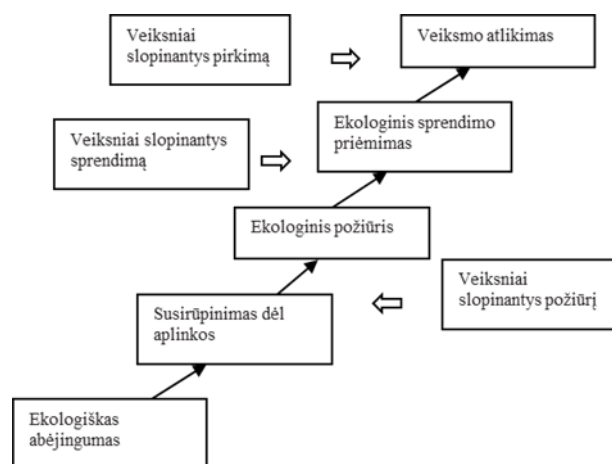 Veiksniai
slopinantys pirkimą
Veiksmo atlikimas
Ekologinis sprendimo
priėmimas
Veiksniai slopinantys
sprendimą
Ekologinis požiūris
Veiksniai
slopinantys požiūrį
Susirūpinimas dėl
aplinkos
Ekologiškas
abėjingumas